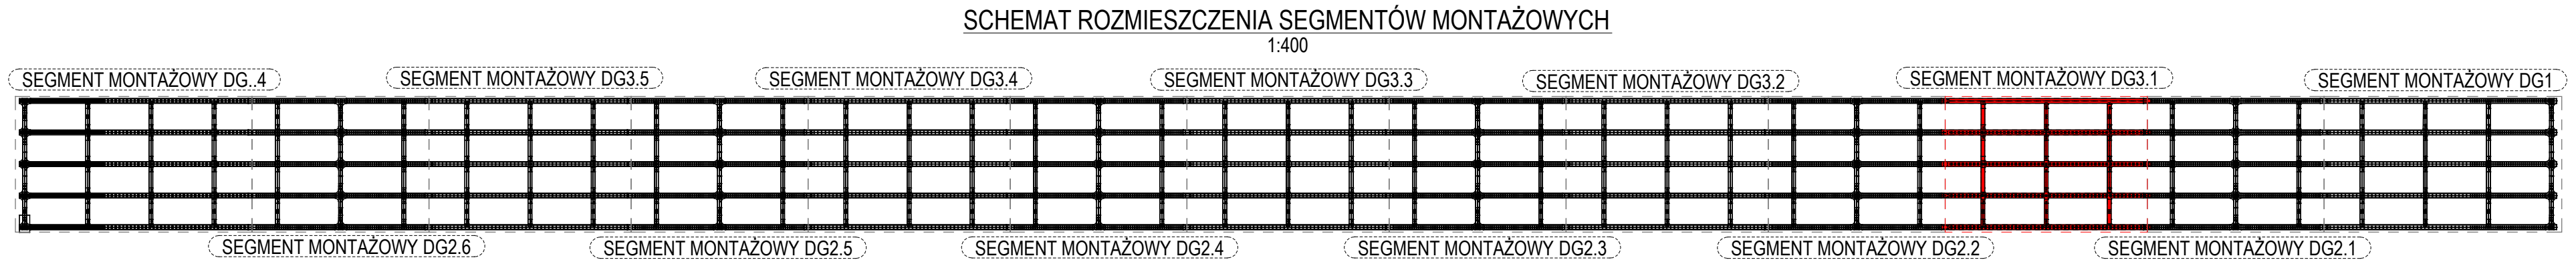 SCHEMAT ROZMIESZCZENIA SEGMENTÓW MONTAŻOWYCH
1:400
SEGMENT MONTAŻOWY DG..4
SEGMENT MONTAŻOWY DG3.5
SEGMENT MONTAŻOWY DG3.4
SEGMENT MONTAŻOWY DG3.3
SEGMENT MONTAŻOWY DG3.2
SEGMENT MONTAŻOWY DG3.1
SEGMENT MONTAŻOWY DG1
SEGMENT MONTAŻOWY DG2.6
SEGMENT MONTAŻOWY DG2.5
SEGMENT MONTAŻOWY DG2.4
SEGMENT MONTAŻOWY DG2.3
SEGMENT MONTAŻOWY DG2.2
SEGMENT MONTAŻOWY DG2.1